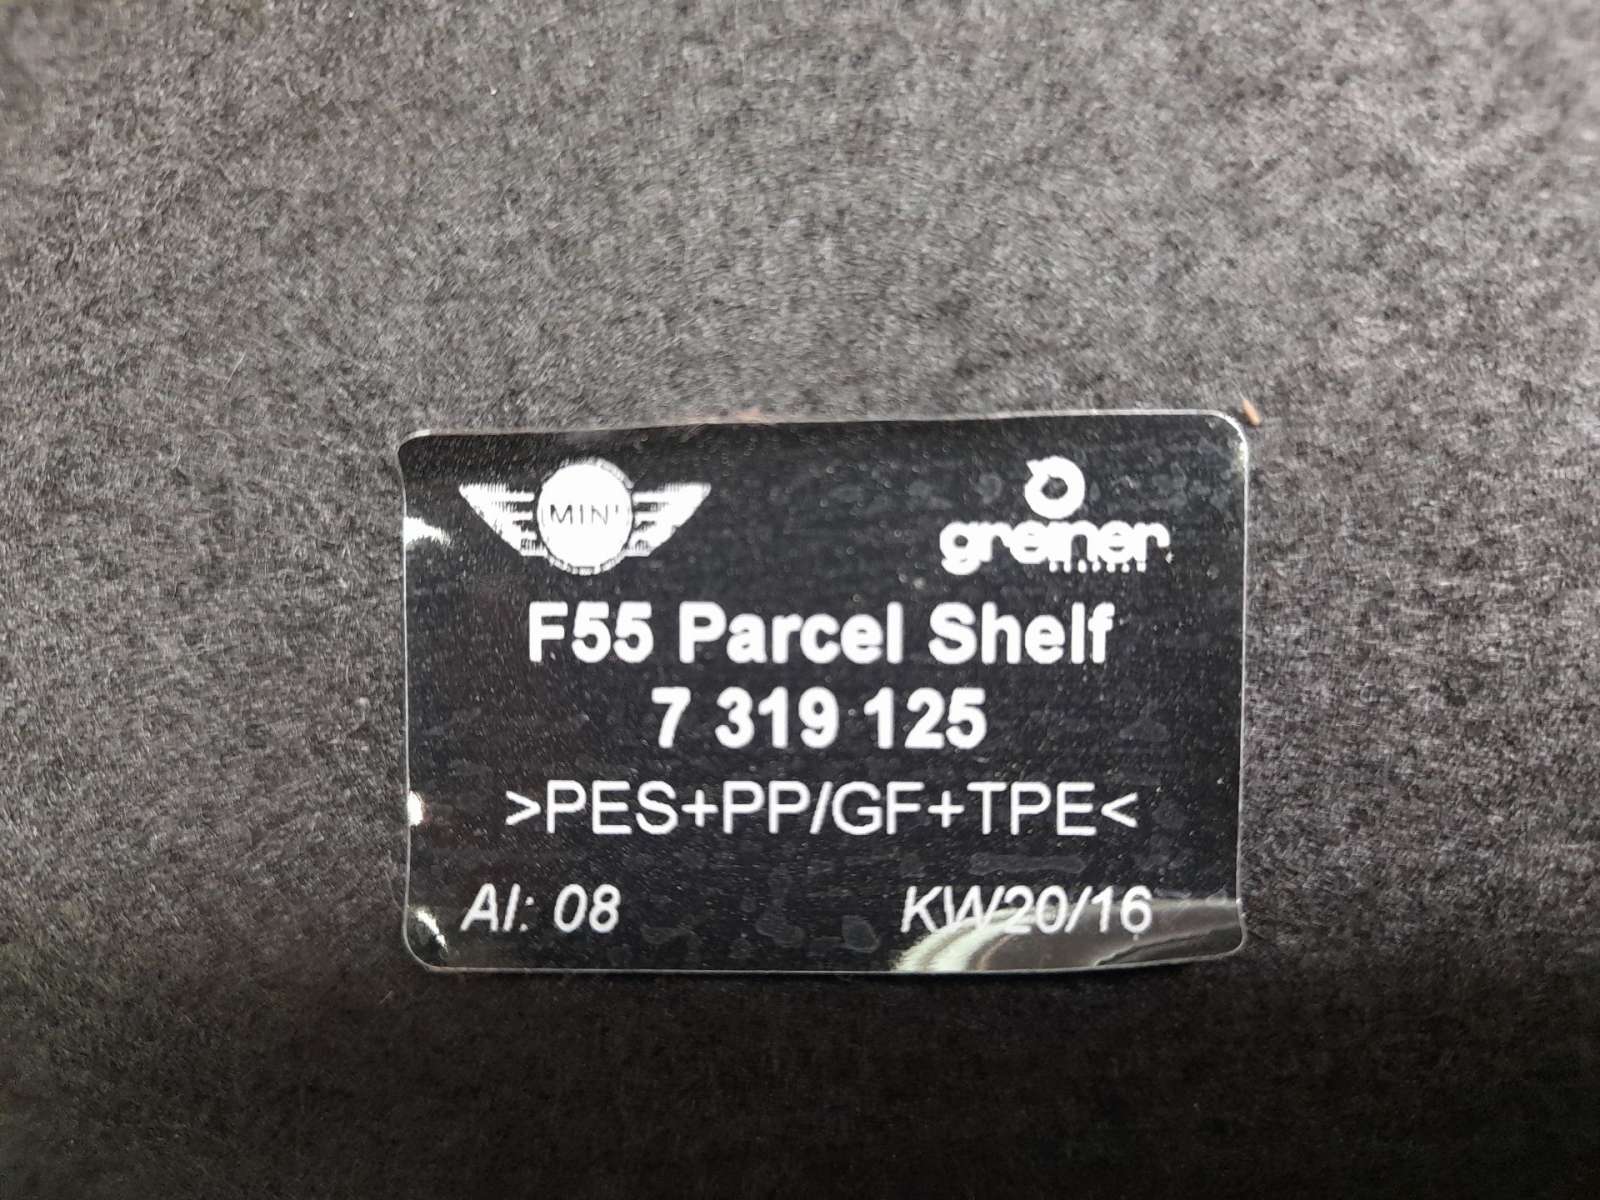 MINI
greiner
F55 Parcel Shelf
7 319 125
>PES+PP/GF+TPE<
AI: 08 KW20/16